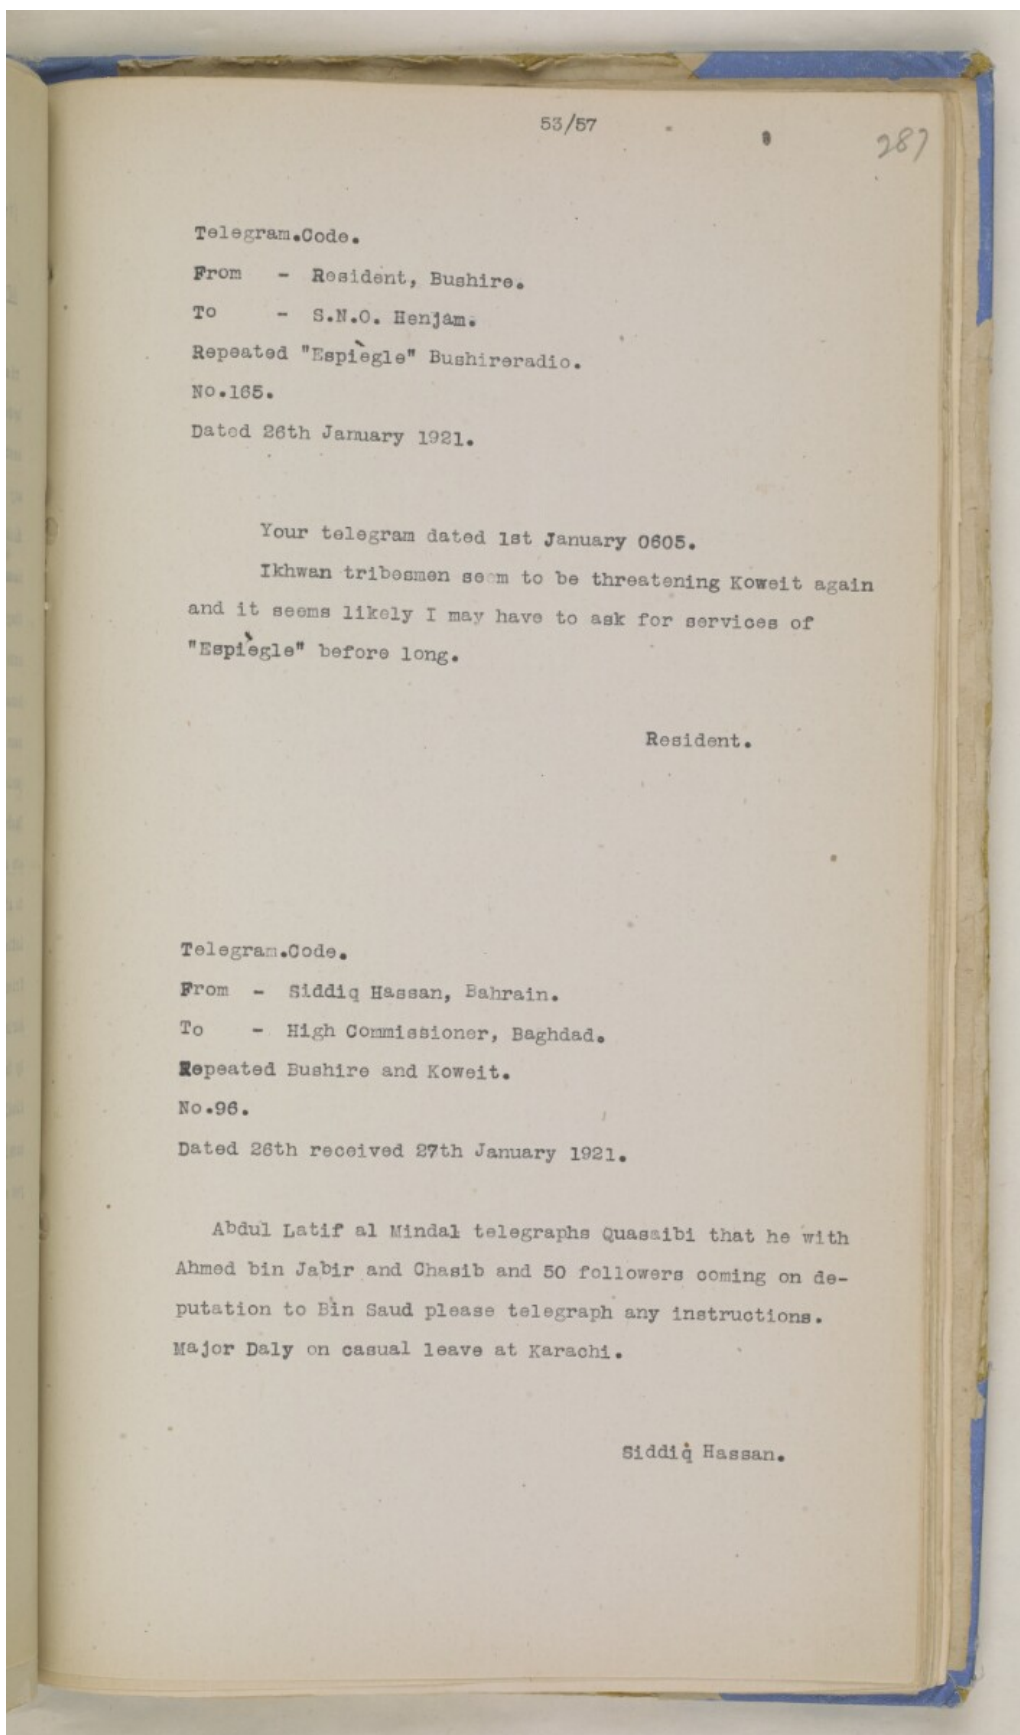 53/57
287
Telegram.Code.
From - Resident, Bushire.
To - S.N.O. Henjam.
Repeated "Espiègle" Bushireradio.
No.165.
Dated 26th January 1921.
Your telegram dated 1st January 0605.
Ikhwan tribesmen seem to be threatening Koweit again
and it seems likely I may have to ask for services of
"Espiègle" before long.
Resident.
Telegram.Code.
From - Siddiq Hassan, Bahrain.
To - High Commissioner, Baghdad.
Repeated Bushire and Koweit.
No.96.
Dated 26th received 27th January 1921.
Abdul Latif al Mindal telegraphs Quasaibi that he with
Ahmed bin Jabir and Chasib and 50 followers coming on de-
putation to Bin Saud please telegraph any instructions.
Major Daly on casual leave at Karachi.
Siddiq Hassan.